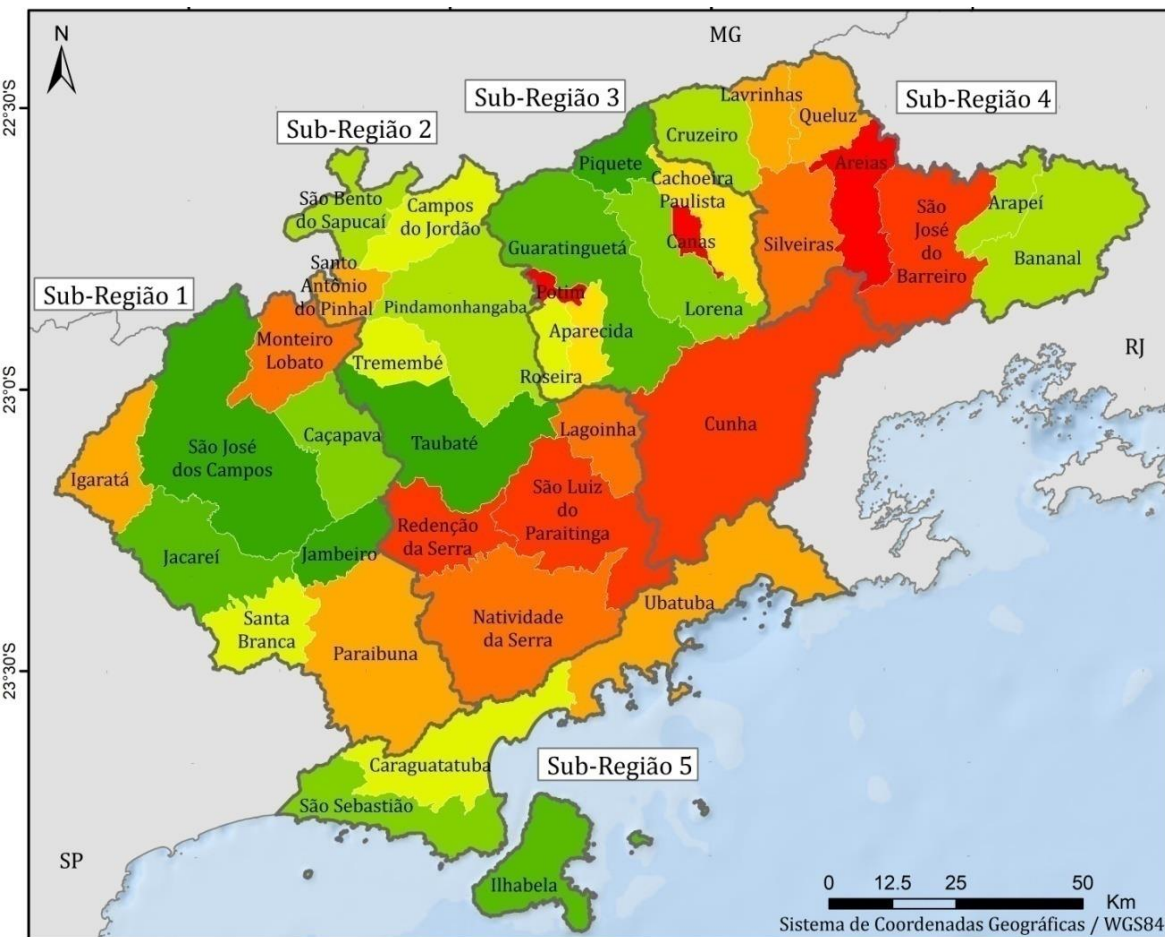 N
MG
Sub-Região 3
Sub-Região 4
Sub-Região 2
Sub-Região 1
22°30'S
23°0'S
23°30'S
Lavrinhas
Queluz
Cruzeiro
Piquete
Areias
Cachoeira
Paulista
São Bento
do Sapucaí
Campos
do Jordão
Guaratinguetá
Canas
Silveiras
São
José
do
Barreiro
Arapeí
Bananal
Santo
Antônio
do Pinhal
Pindamonhangaba
Potim
Lorena
Monteiro
Lobato
Tremembé
Aparecida
Roseira
RJ
Igaratá
São José
dos Campos
Caçapava
Taubaté
Lagoinha
Cunha
São Luiz
do
Paraitinga
Redenção
da Serra
Jacareí
Jambeiro
Santa
Branca
Paraibuna
Natividade
da Serra
Ubatuba
Caraguatatuba
Sub-Região 5
São Sebastião
Ilhabela
SP
0 12.5 25 50
Km
Sistema de Coordenadas Geográficas / WGS84